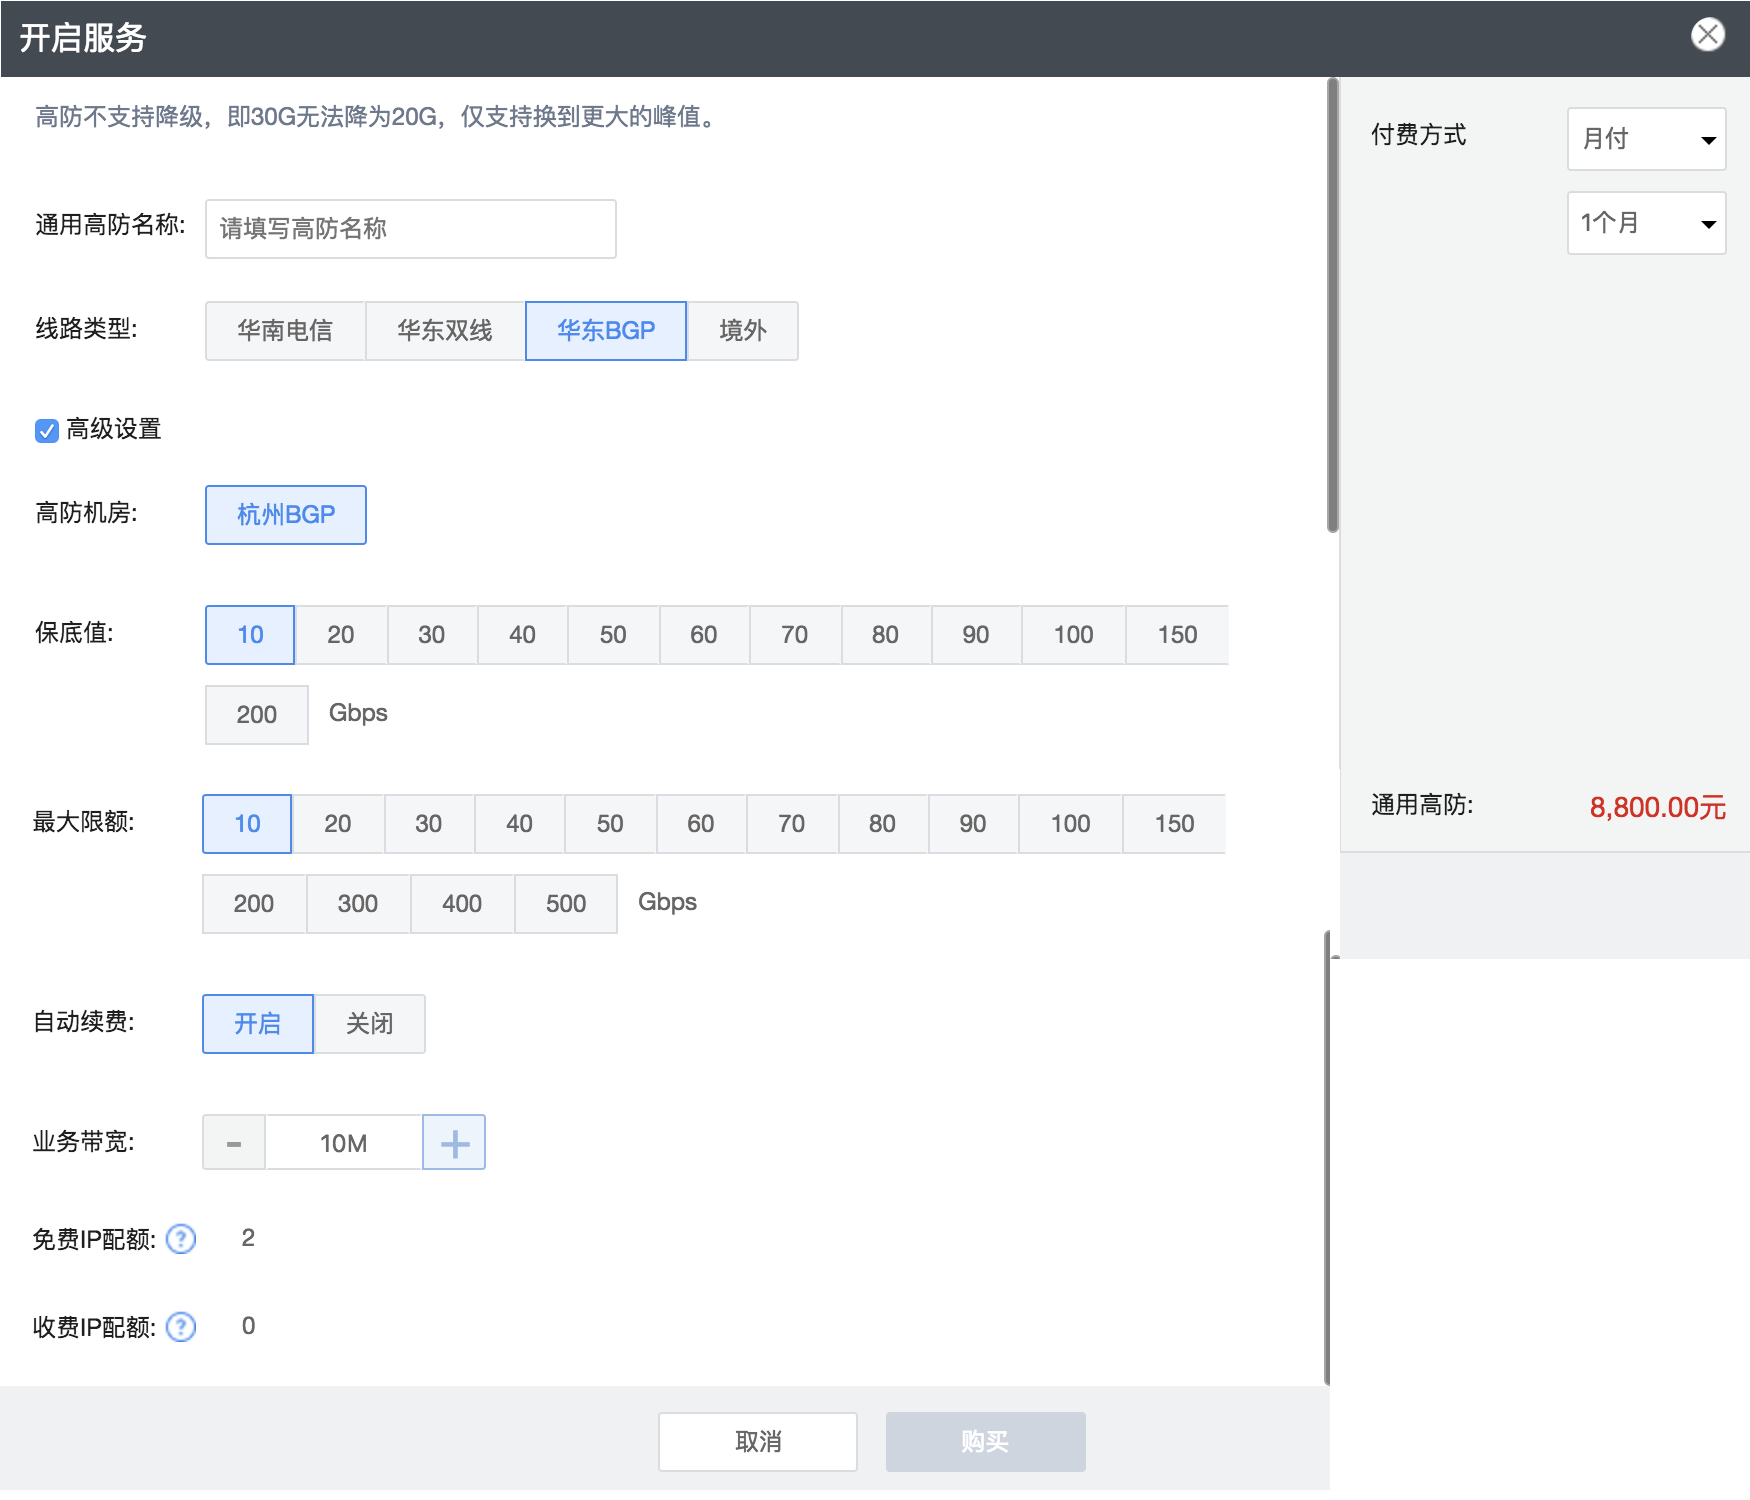 开启服务
高防不支持降级，即30G无法降为20G，仅支持换到更大的峰值。
付费方式
月付
1个月
通用高防名称:
请填写高防名称
线路类型:
华南电信 华东双线 华东BGP 境外
高级设置
高防机房:
杭州BGP
保底值:
10 20 30 40 50 60 70 80 90 100 150
200 Gbps
通用高防:
8,800.00元
最大限额:
10 20 30 40 50 60 70 80 90 100 150
200 300 400 500 Gbps
自动续费:
开启 关闭
业务带宽:
- 10M +
免费IP配额: ? 2
收费IP配额: ? 0
取消 购买